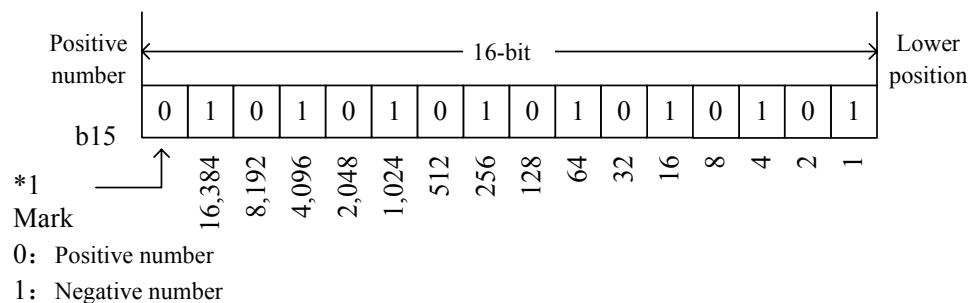 Positive
number
16-bit
Lower
position
0 1 0 1 0 1 0 1 0 1 0 1 0 1 0 1
b15
16,384 8,192 4,096 2,048 1,024 512 256 128 64 32 16 8 4 2 1
*1
Mark
0： Positive number
1： Negative number